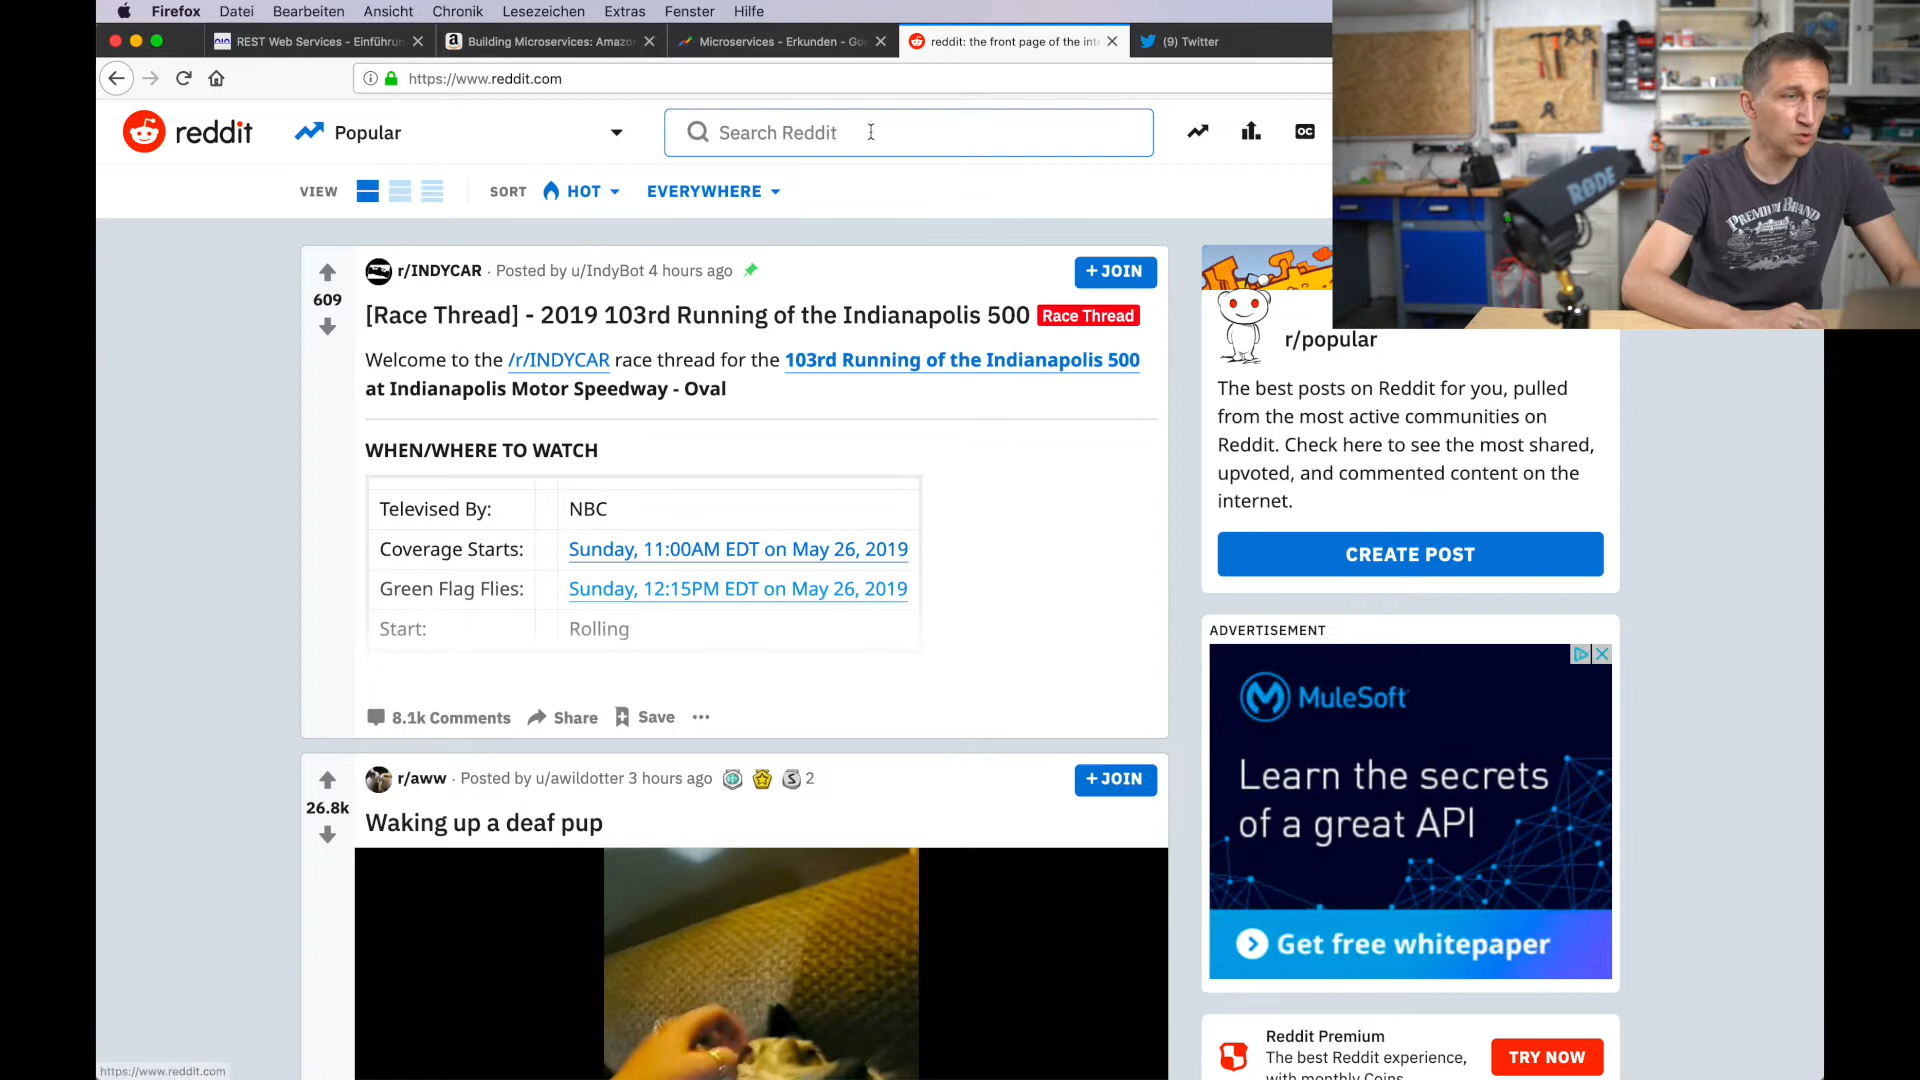 Firefox Datei Bearbeiten Ansicht Chronik Lesezeichen Extras Fenster Hilfe
REST Web Services - Einführun
Building Microservices: Amazo
Microservices - Erkunden - Go
reddit: the front page of the int
(9) Twitter
https://www.reddit.com
reddit
Popular
Search Reddit
OC
VIEW
SORT
HOT
EVERYWHERE
r/INDYCAR · Posted by u/IndyBot 4 hours ago
+ JOIN
609
[Race Thread] - 2019 103rd Running of the Indianapolis 500 Race Thread
Welcome to the /r/INDYCAR race thread for the 103rd Running of the Indianapolis 500
at Indianapolis Motor Speedway - Oval
WHEN/WHERE TO WATCH
Televised By: NBC
Coverage Starts: Sunday, 11:00AM EDT on May 26, 2019
Green Flag Flies: Sunday, 12:15PM EDT on May 26, 2019
Start: Rolling
8.1k Comments Share Save ···
r/aww · Posted by u/awildotter 3 hours ago S 2
+ JOIN
26.8k
Waking up a deaf pup
RØDE
PREMIUM BRAND
r/popular
The best posts on Reddit for you, pulled
from the most active communities on
Reddit. Check here to see the most shared,
upvoted, and commented content on the
internet.
CREATE POST
ADVERTISEMENT
MuleSoft
Learn the secrets
of a great API
Get free whitepaper
Reddit Premium
The best Reddit experience,
with monthly Coins
TRY NOW
https://www.reddit.com